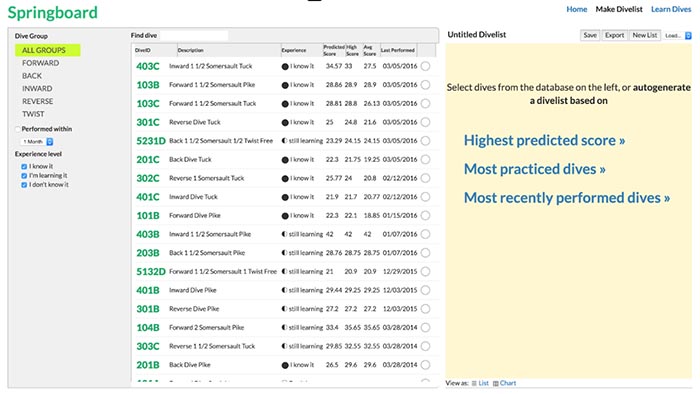 Springboard
Home Make Divelist Learn Dives
Dive Group
ALL GROUPS
FORWARD
BACK
INWARD
REVERSE
TWIST
Performed within
1 Month
Experience level
I know it
I'm learning it
I don't know it
Find dive
DiveID Description Experience Predicted Score High Score Avg Score Last Performed
403C Inward 1 1/2 Somersault Tuck I know it 34.57 33 27.5 03/05/2016
103B Forward 1 1/2 Somersault Pike I know it 28.86 28.9 28.9 03/05/2016
103C Forward 1 1/2 Somersault Tuck I know it 28.81 28.8 26.13 03/05/2016
301C Reverse Dive Tuck I know it 25 24.8 21.6 03/05/2016
5231D Back 1 1/2 Somersault 1/2 Twist Free still learning 23.29 24.15 24.15 03/05/2016
201C Back Dive Tuck I know it 22.3 21.75 19.25 03/05/2016
302C Reverse 1 Somersault Tuck I know it 25.77 24 20.8 02/12/2016
401C Inward Dive Tuck I know it 21.9 21.7 20.77 02/12/2016
101B Forward Dive Pike I know it 22.3 22.1 18.85 01/15/2016
403B Inward 1 1/2 Somersault Pike still learning 42 42 42 01/07/2016
203B Back 1 1/2 Somersault Pike still learning 28.76 28.75 28.75 01/07/2016
5132D Forward 1 1/2 Somersault 1 Twist Free still learning 21 20.9 20.9 12/29/2015
401B Inward Dive Pike still learning 29.44 29.25 29.25 12/03/2015
301B Reverse Dive Pike still learning 27.2 27.2 27.2 12/03/2015
104B Forward 2 Somersault Pike still learning 33.4 35.65 35.65 03/28/2014
303C Reverse 1 1/2 Somersault Tuck still learning 29.85 32.55 32.55 03/28/2014
201B Back Dive Pike I know it 26.5 29.6 29.6 03/28/2014
Untitled Divelist Save Export New List Load...
Select dives from the database on the left, or autogenerate
a divelist based on
Highest predicted score »
Most practiced dives »
Most recently performed dives »
View as: List Chart